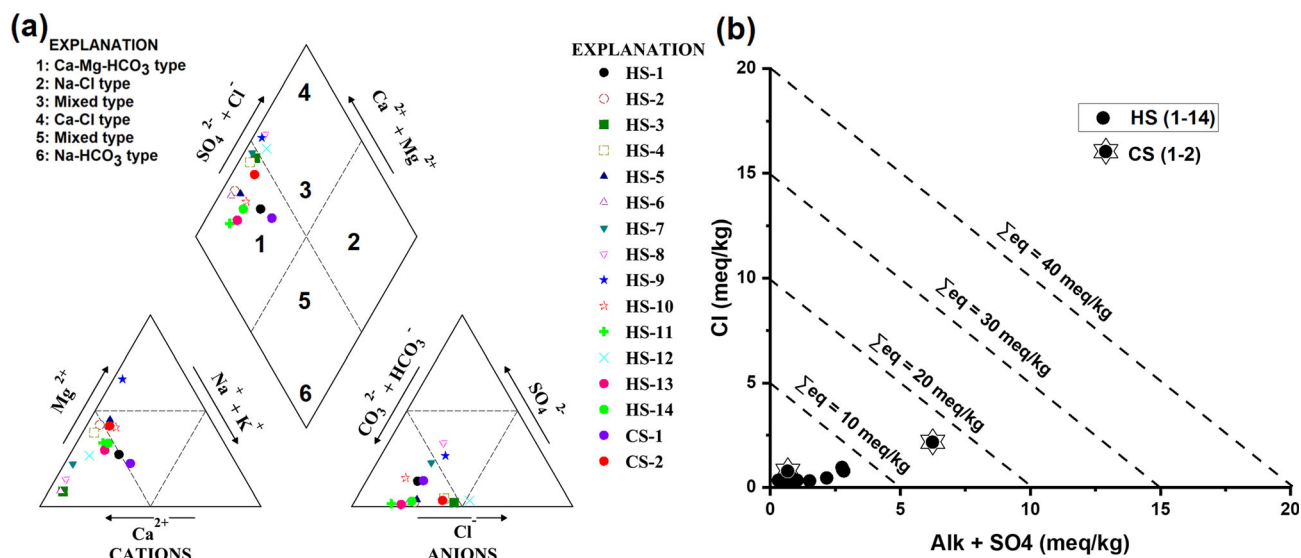 (a)
EXPLANATION
1: Ca-Mg-HCO3 type
2: Na-Cl type
3: Mixed type
4: Ca-Cl type
5: Mixed type
6: Na-HCO3 type
SO4 2- + Cl -
Ca 2+ + Mg 2+
4
3
1
2
5
6
Mg 2+
Na + + K +
Ca2+
CATIONS
CO3 2- + HCO3 -
SO4 2-
Cl-
ANIONS
EXPLANATION
HS-1
HS-2
HS-3
HS-4
HS-5
HS-6
HS-7
HS-8
HS-9
HS-10
HS-11
HS-12
HS-13
HS-14
CS-1
CS-2
(b)
20
15
10
5
0
Cl (meq/kg)
HS (1-14)
CS (1-2)
∑eq = 40 meq/kg
∑eq = 30 meq/kg
∑eq = 20 meq/kg
∑eq = 10 meq/kg
0 5 10 15 20
Alk + SO4 (meq/kg)